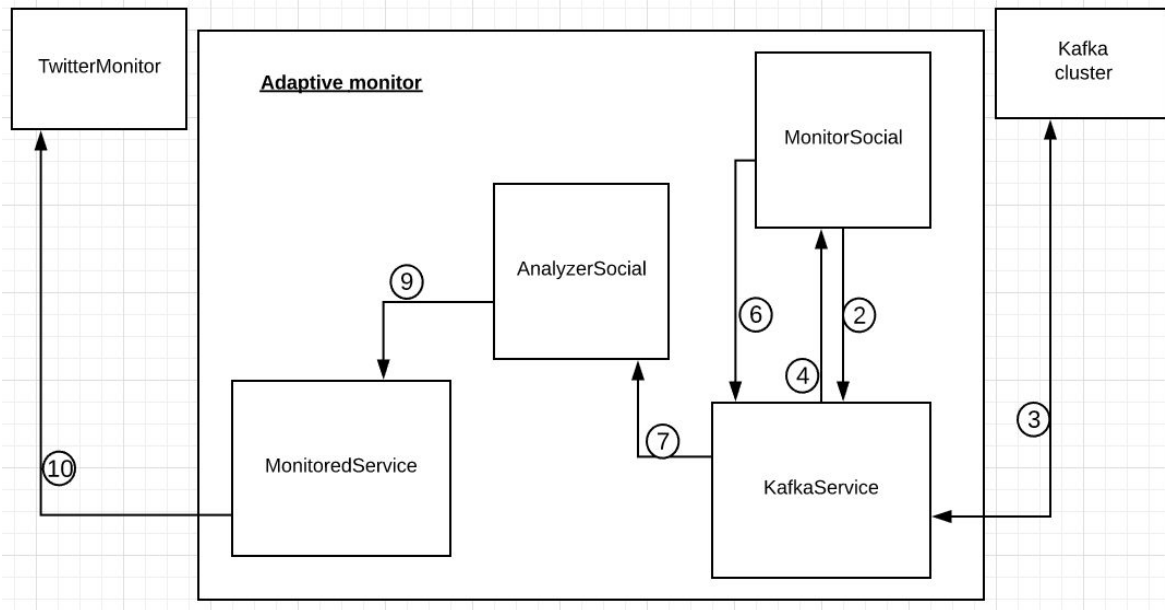 TwitterMonitor
Kafka
cluster
Adaptive monitor
MonitorSocial
AnalyzerSocial
9
6
2
4
3
7
MonitoredService
10
KafkaService